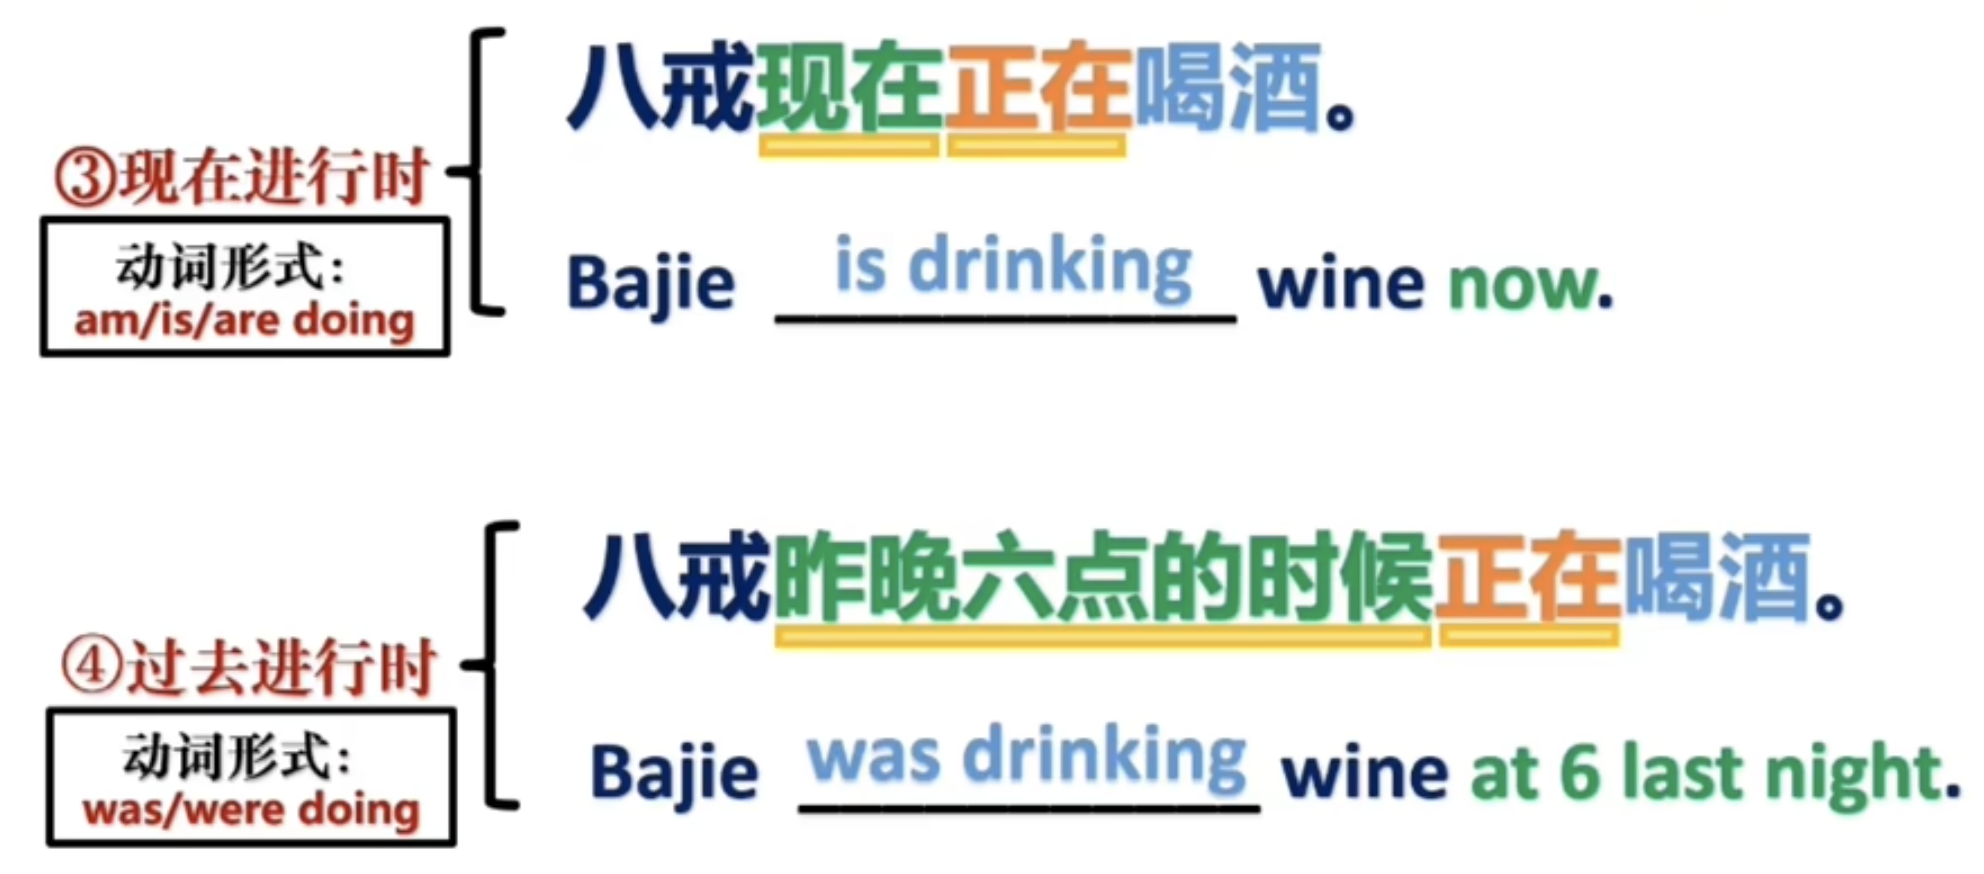 八戒现在正在喝酒。
③现在进行时
动词形式：
am/is/are doing
Bajie is drinking wine now.
八戒昨晚六点的时候正在喝酒。
④过去进行时
动词形式：
was/were doing
Bajie was drinking wine at 6 last night.